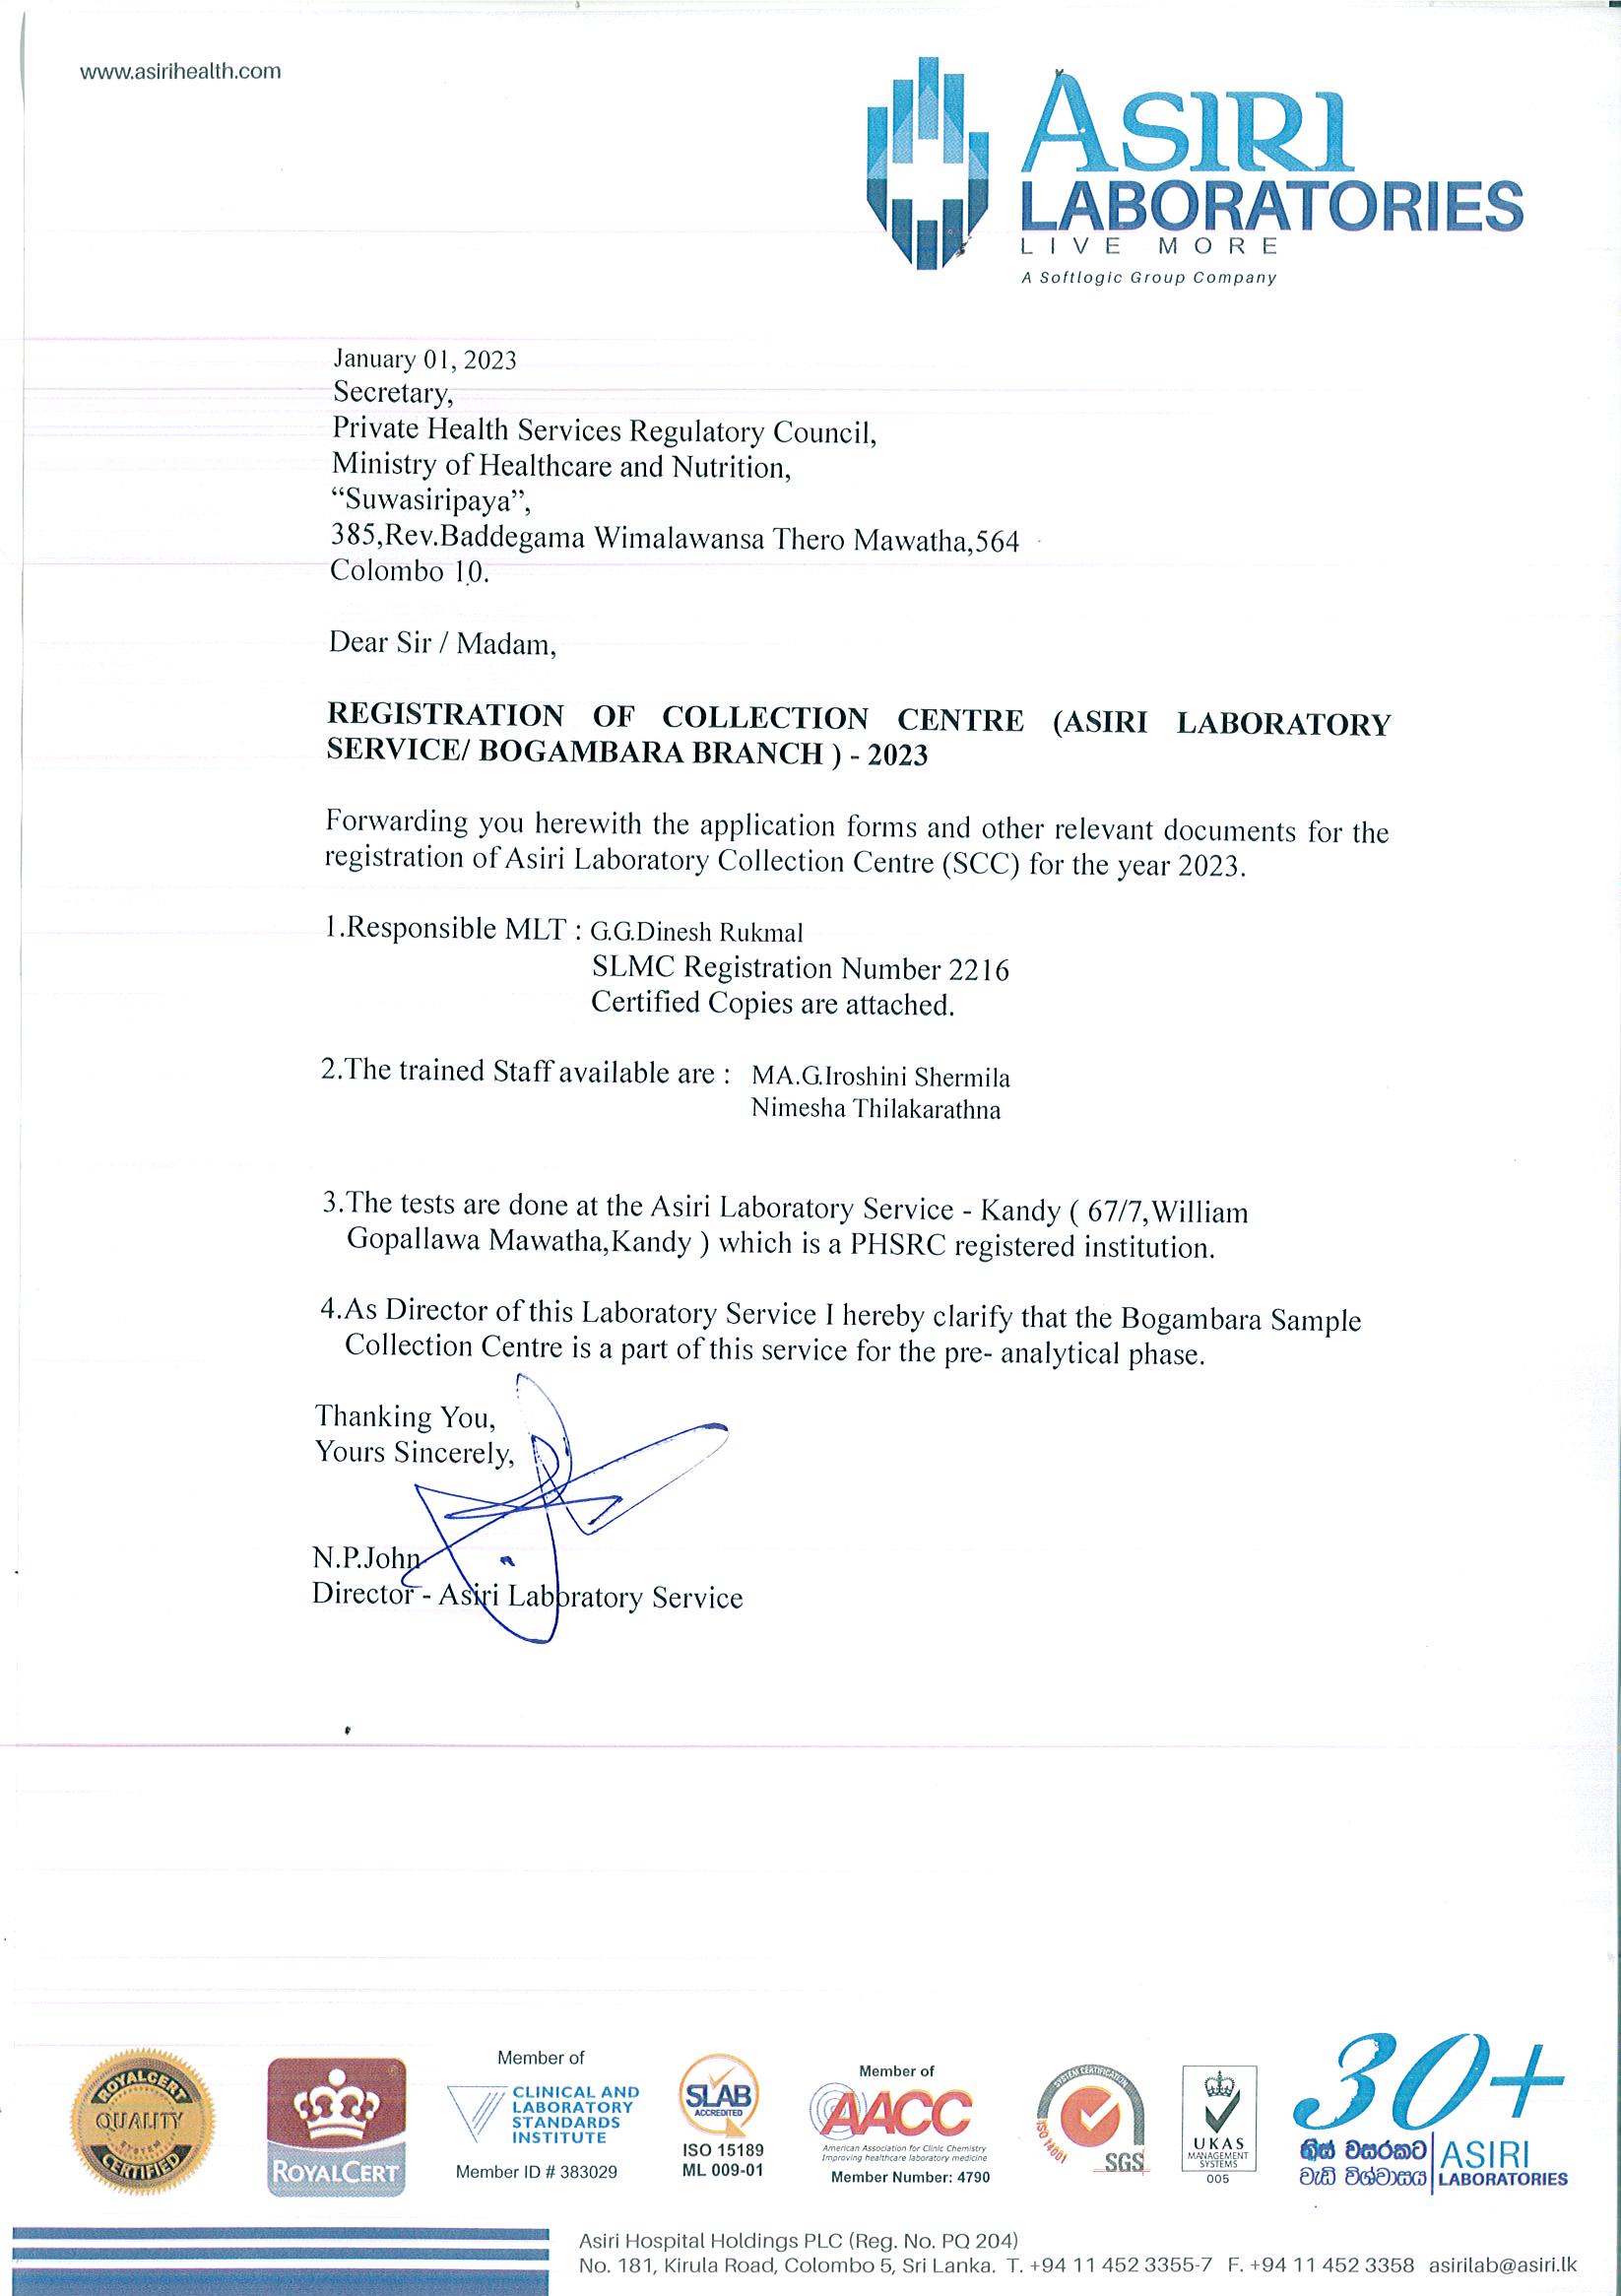 www.asirihealth.com
ASIRI
LABORATORIES
LIVE MORE
A Softlogic Group Company
January 01, 2023
Secretary,
Private Health Services Regulatory Council,
Ministry of Healthcare and Nutrition,
“Suwasiripaya”,
385,Rev.Baddegama Wimalawansa Thero Mawatha,564
Colombo 10.
Dear Sir / Madam,
REGISTRATION OF COLLECTION CENTRE (ASIRI LABORATORY
SERVICE/ BOGAMBARA BRANCH ) - 2023
Forwarding you herewith the application forms and other relevant documents for the
registration of Asiri Laboratory Collection Centre (SCC) for the year 2023.
1.Responsible MLT : G.G.Dinesh Rukmal
SLMC Registration Number 2216
Certified Copies are attached.
2.The trained Staff available are : MA.G.Iroshini Shermila
Nimesha Thilakarathna
3.The tests are done at the Asiri Laboratory Service - Kandy ( 67/7,William
Gopallawa Mawatha,Kandy ) which is a PHSRC registered institution.
4.As Director of this Laboratory Service I hereby clarify that the Bogambara Sample
Collection Centre is a part of this service for the pre- analytical phase.
Thanking You,
Yours Sincerely,
N.P.John
Director - Asiri Laboratory Service
ROYALCERT
QUALITY
SYSTEM
CERTIFIED
ROYALCERT
Member of
CLINICAL AND
LABORATORY
STANDARDS
INSTITUTE
Member ID # 383029
SLAB
ACCREDITED
ISO 15189
ML 009-01
Member of
AACC
American Association for Clinic Chemistry
Improving healthcare laboratory medicine
Member Number: 4790
SYSTEM CERTIFICATION
ISO 14001
SGS
UKAS
MANAGEMENT
SYSTEMS
005
30+
තිස් වසරකට
වැඩි විශ්වාසය
ASIRI
LABORATORIES
Asiri Hospital Holdings PLC (Reg. No. PQ 204)
No. 181, Kirula Road, Colombo 5, Sri Lanka. T. +94 11 452 3355-7 F. +94 11 452 3358 asirilab@asiri.lk